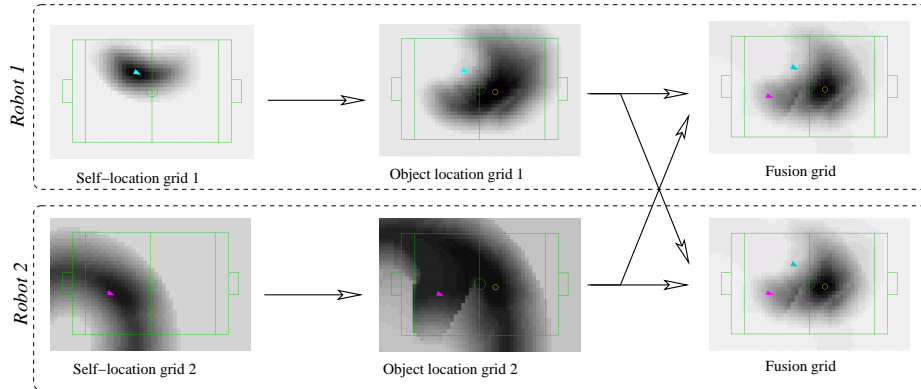 Robot 1
Self-location grid 1
Object location grid 1
Fusion grid
Robot 2
Self-location grid 2
Object location grid 2
Fusion grid